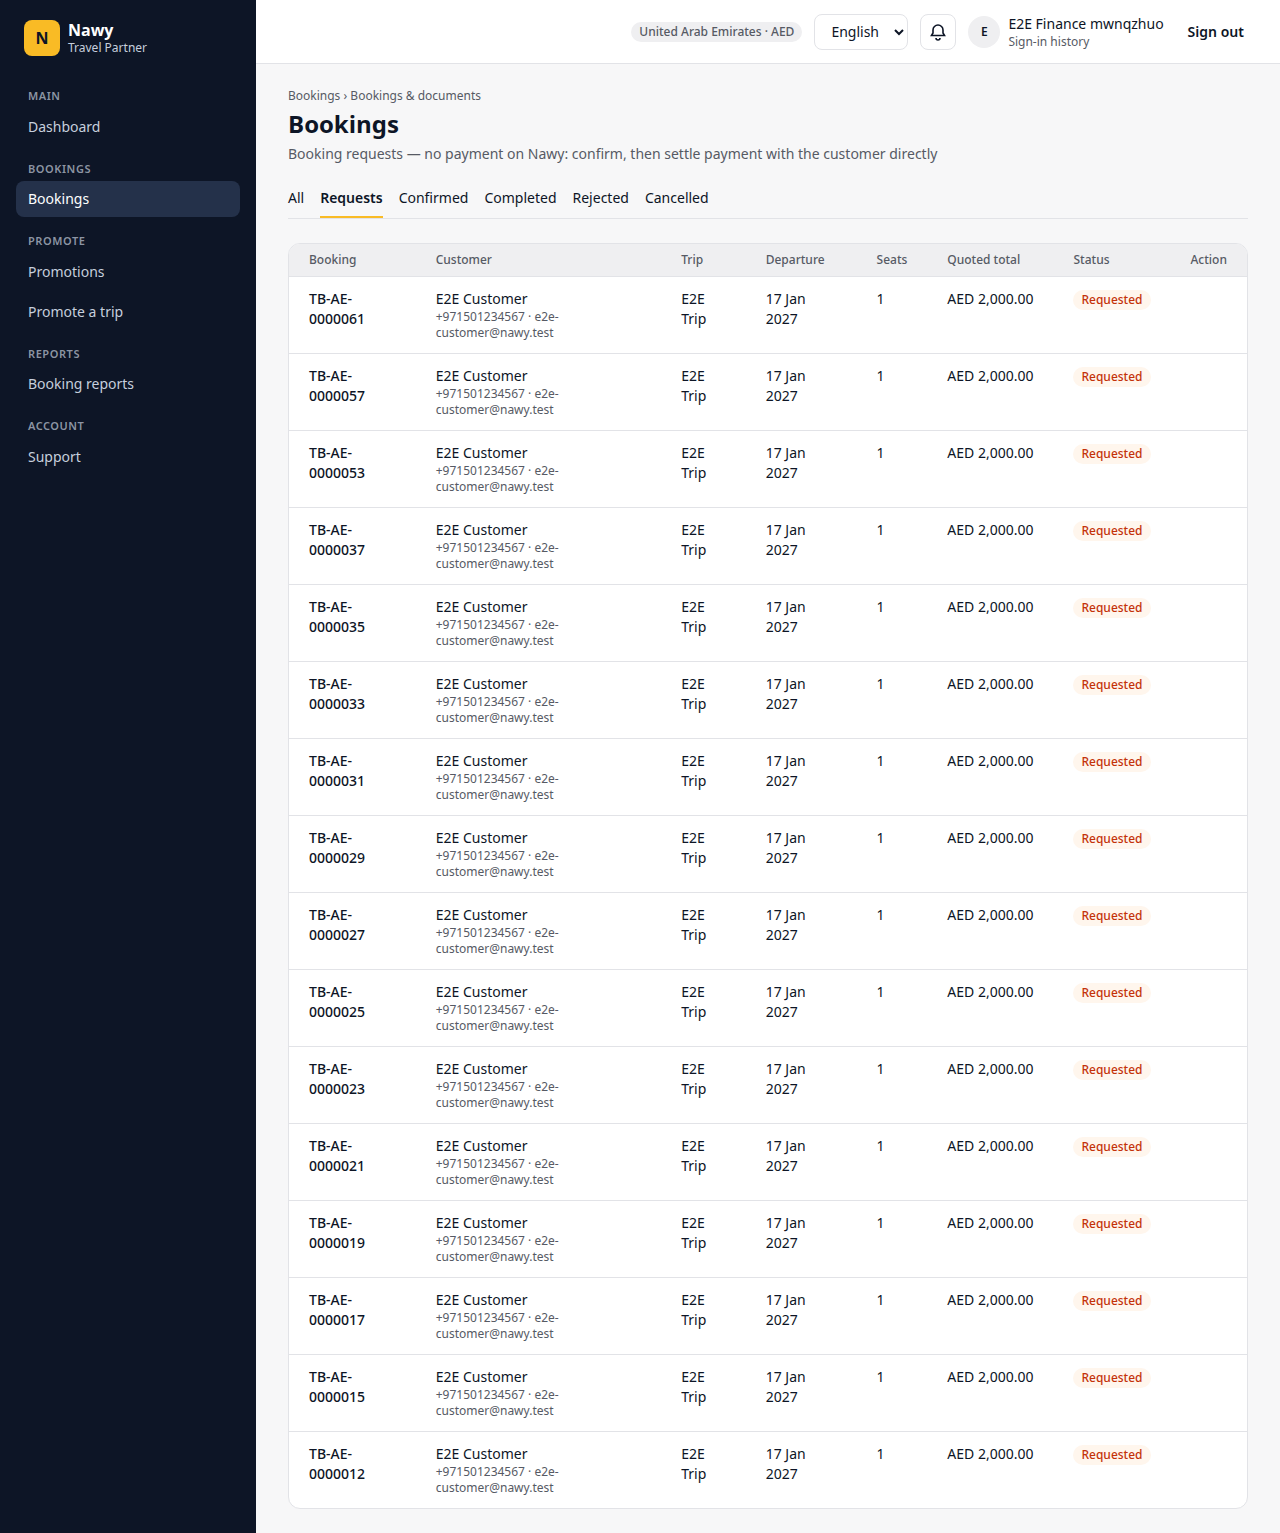 N
Nawy
Travel Partner
MAIN
Dashboard
BOOKINGS
Bookings
PROMOTE
Promotions
Promote a trip
REPORTS
Booking reports
ACCOUNT
Support
United Arab Emirates · AED
English
E
E2E Finance mwnqzhuo
Sign-in history
Sign out
Bookings › Bookings & documents
Bookings
Booking requests — no payment on Nawy: confirm, then settle payment with the customer directly
All Requests Confirmed Completed Rejected Cancelled
Booking Customer Trip Departure Seats Quoted total Status Action
TB-AE- E2E Customer E2E 17 Jan 1 AED 2,000.00 Requested
0000061 +971501234567 · e2e- Trip 2027
customer@nawy.test
TB-AE- E2E Customer E2E 17 Jan 1 AED 2,000.00 Requested
0000057 +971501234567 · e2e- Trip 2027
customer@nawy.test
TB-AE- E2E Customer E2E 17 Jan 1 AED 2,000.00 Requested
0000053 +971501234567 · e2e- Trip 2027
customer@nawy.test
TB-AE- E2E Customer E2E 17 Jan 1 AED 2,000.00 Requested
0000037 +971501234567 · e2e- Trip 2027
customer@nawy.test
TB-AE- E2E Customer E2E 17 Jan 1 AED 2,000.00 Requested
0000035 +971501234567 · e2e- Trip 2027
customer@nawy.test
TB-AE- E2E Customer E2E 17 Jan 1 AED 2,000.00 Requested
0000033 +971501234567 · e2e- Trip 2027
customer@nawy.test
TB-AE- E2E Customer E2E 17 Jan 1 AED 2,000.00 Requested
0000031 +971501234567 · e2e- Trip 2027
customer@nawy.test
TB-AE- E2E Customer E2E 17 Jan 1 AED 2,000.00 Requested
0000029 +971501234567 · e2e- Trip 2027
customer@nawy.test
TB-AE- E2E Customer E2E 17 Jan 1 AED 2,000.00 Requested
0000027 +971501234567 · e2e- Trip 2027
customer@nawy.test
TB-AE- E2E Customer E2E 17 Jan 1 AED 2,000.00 Requested
0000025 +971501234567 · e2e- Trip 2027
customer@nawy.test
TB-AE- E2E Customer E2E 17 Jan 1 AED 2,000.00 Requested
0000023 +971501234567 · e2e- Trip 2027
customer@nawy.test
TB-AE- E2E Customer E2E 17 Jan 1 AED 2,000.00 Requested
0000021 +971501234567 · e2e- Trip 2027
customer@nawy.test
TB-AE- E2E Customer E2E 17 Jan 1 AED 2,000.00 Requested
0000019 +971501234567 · e2e- Trip 2027
customer@nawy.test
TB-AE- E2E Customer E2E 17 Jan 1 AED 2,000.00 Requested
0000017 +971501234567 · e2e- Trip 2027
customer@nawy.test
TB-AE- E2E Customer E2E 17 Jan 1 AED 2,000.00 Requested
0000015 +971501234567 · e2e- Trip 2027
customer@nawy.test
TB-AE- E2E Customer E2E 17 Jan 1 AED 2,000.00 Requested
0000012 +971501234567 · e2e- Trip 2027
customer@nawy.test